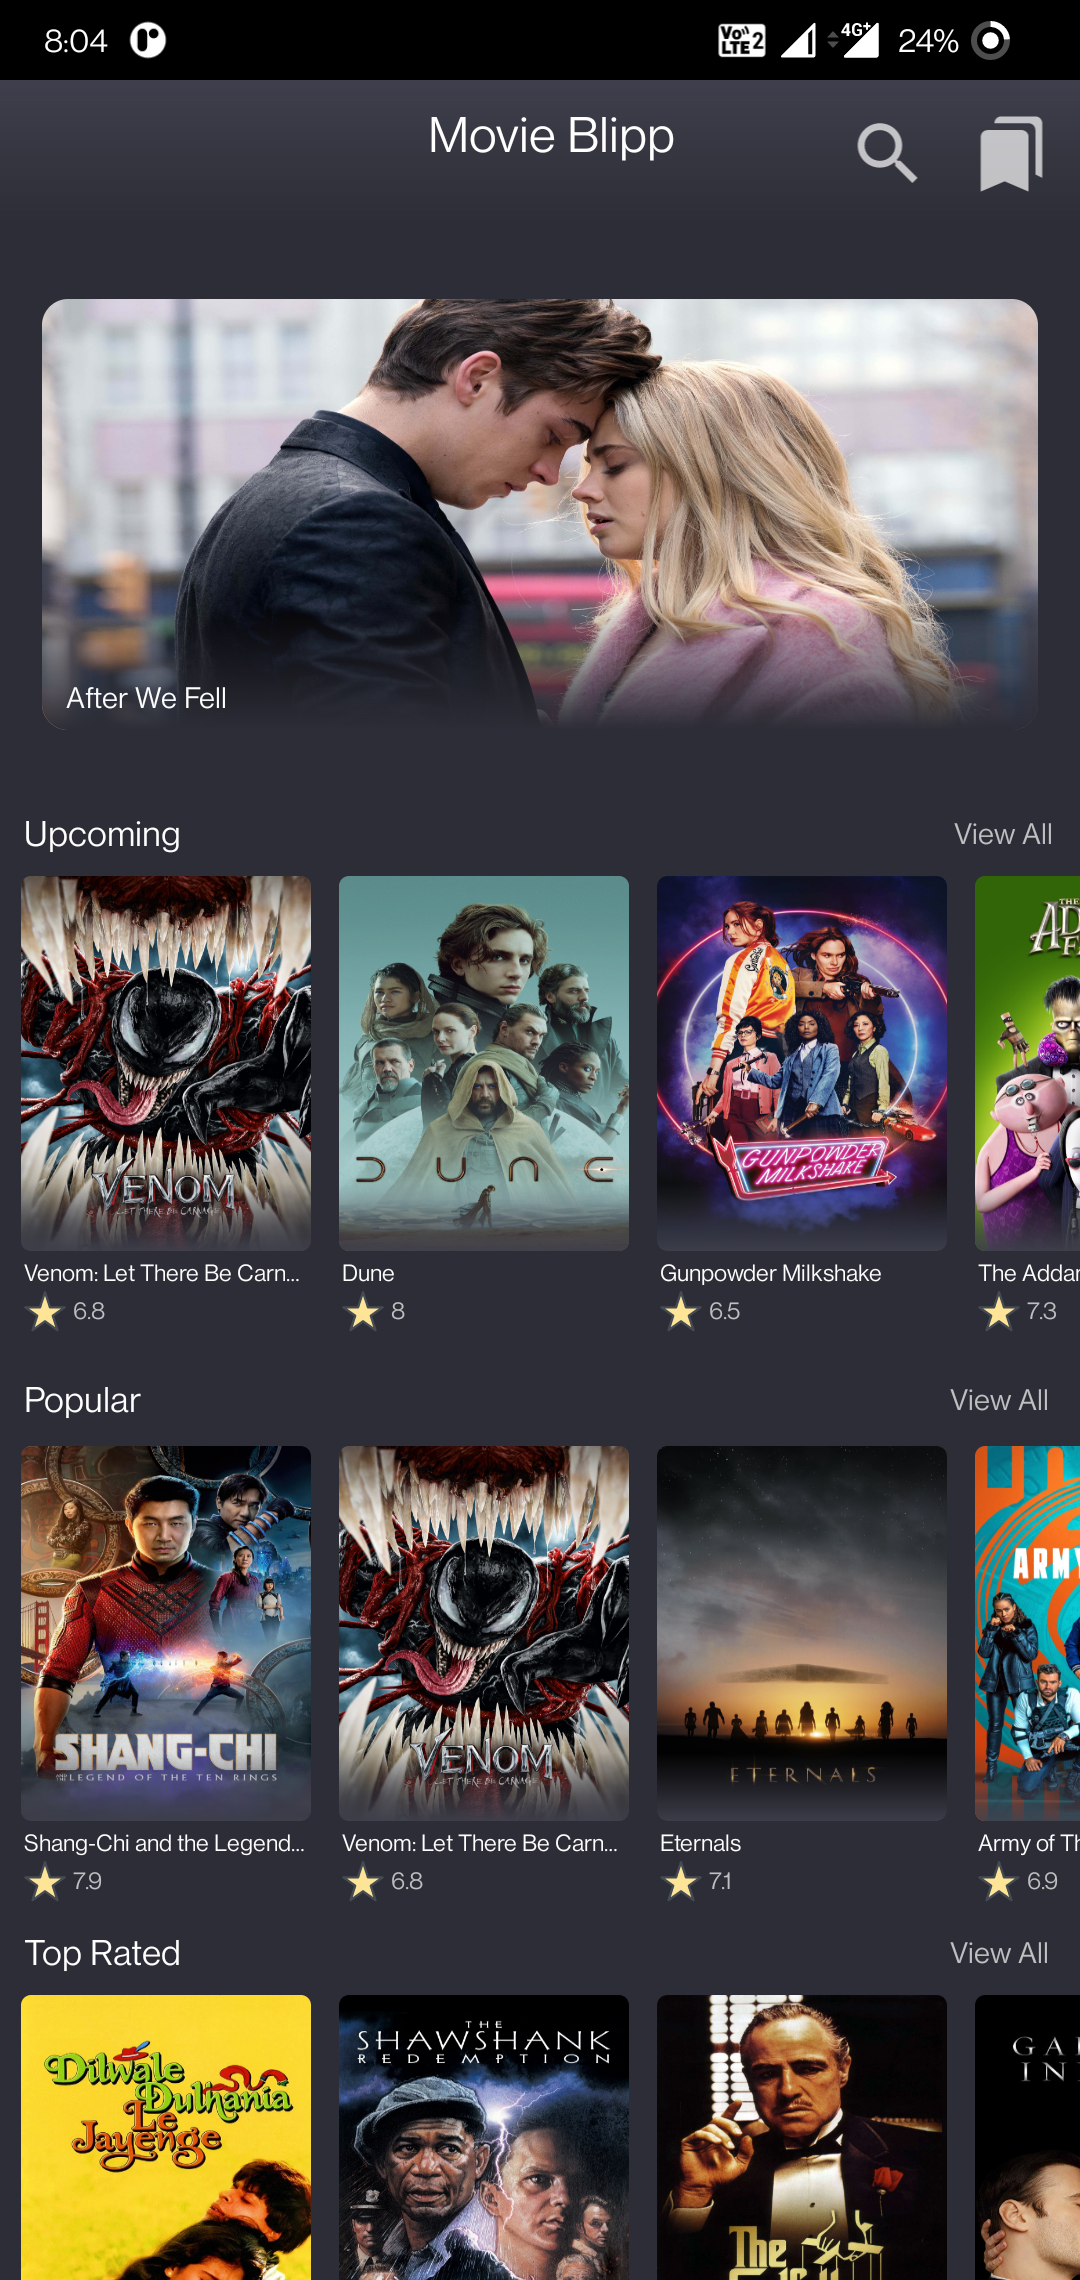 8:04
Vo))
LTE 2
4G+
24%
Movie Blipp
After We Fell
Upcoming
View All
VENOM
LET THERE BE CARNAGE
DUNE
GUNPOWDER
MILKSHAKE
THE
AD
F
Venom: Let There Be Carn...
Dune
Gunpowder Milkshake
The Addar
6.8
8
6.5
7.3
Popular
View All
SHANG-CHI
AND THE LEGEND OF THE TEN RINGS
VENOM
LET THERE BE CARNAGE
ETERNALS
ARMY
Shang-Chi and the Legend...
Venom: Let There Be Carn...
Eternals
Army of Th
7.9
6.8
7.1
6.9
Top Rated
View All
Dilwale
Dulhania
Le
Jayenge
THE
SHAWSHANK
REDEMPTION
The
GA
IN